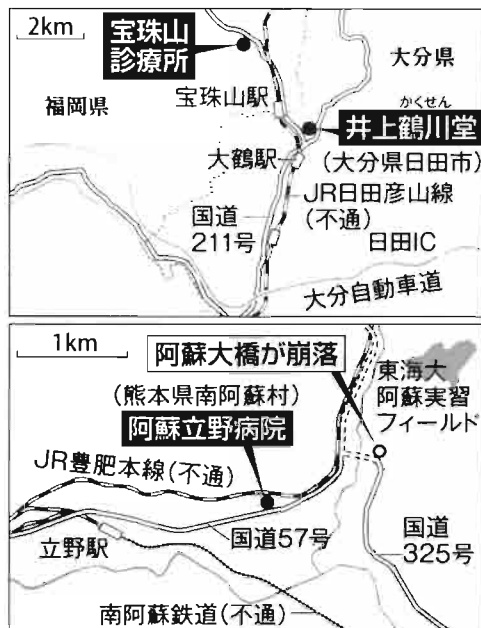 2km
宝珠山
診療所
大分県
福岡県
宝珠山駅
かくせん
井上鶴川堂
(大分県日田市)
大鶴駅
JR日田彦山線
(不通)
国道
211号
日田IC
大分自動車道
1km
阿蘇大橋が崩落
東海大
阿蘇実習
フィールド
(熊本県南阿蘇村)
阿蘇立野病院
JR豊肥本線(不通)
国道57号
立野駅
国道
325号
南阿蘇鉄道(不通)